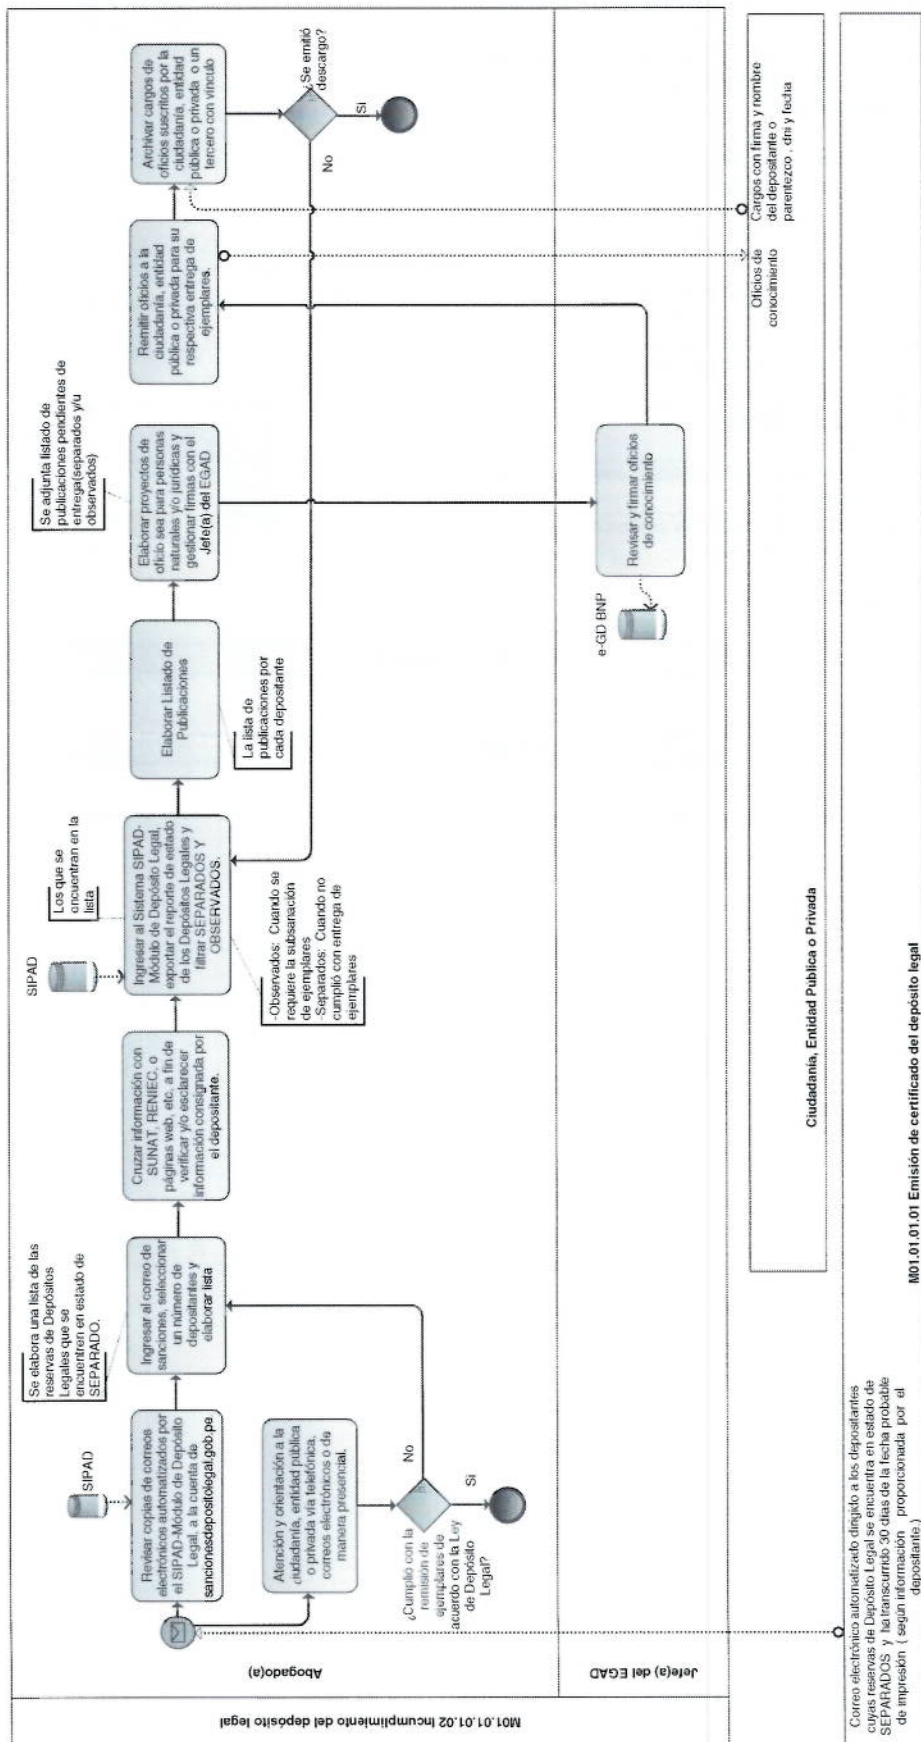 M01.01.01.02 Incumplimiento del depósito legal
Abogado(a)
Jefe(a) del EGAD
SIPAD
Revisar copias de correos
electrónicos automatizados por
el SIPAD-Módulo de Depósito
Legal, a la cuenta de
sancionesdepositolegal.gob.pe
Se elabora una lista de las
reservas de Depósitos
Legales que se
encuentren en estado de
SEPARADO.
Ingresar al correo de
sanciones, seleccionar
un número de
depositantes y
elaborar lista
Atención y orientación a la
ciudadanía, entidad pública
o privada vía telefónica,
correos electrónicos o de
manera presencial.
¿Cumplió con la
remisión de
ejemplares de
acuerdo con la Ley
de Depósito
Legal?
No
Si
Cruzar información con
SUNAT, RENIEC, o
páginas web, etc. a fin de
verificar y/o esclarecer
información consignada por
el depositante.
SIPAD
Los que se
encuentran en la
lista
Ingresar al Sistema SIPAD-
Módulo de Depósito Legal,
exportar el reporte de estado
de los Depósitos Legales y
filtrar SEPARADOS Y
OBSERVADOS.
-Observados: Cuando se
requiere la subsanación
de ejemplares
-Separados: Cuando no
cumplió con entrega de
ejemplares
Elaborar Listado de
Publicaciones
La lista de
publicaciones por
cada depositante
Se adjunta listado de
publicaciones pendientes de
entrega(separados y/u
observados)
Elaborar proyectos de
oficio sea para personas
naturales y/o jurídicas y
gestionar firmas con el
Jefe(a) del EGAD
e-GD BNP
Revisar y firmar oficios
de conocimiento
Remitir oficios a la
ciudadanía, entidad
pública o privada para su
respectiva entrega de
ejemplares.
Archivar cargos de
oficios suscritos por la
ciudadanía, entidad
pública o privada o un
tercero con vínculo
¿Se emitió
descargo?
No
Si
Oficios de
conocimiento
Cargos con firma y nombre
del depositante o
parentezco , dni y fecha
Ciudadanía, Entidad Pública o Privada
Correo electrónico automatizado dirigido a los depositantes
cuyas reservas de Depósito Legal se encuentra en estado de
SEPARADOS y ha transcurrido 30 días de la fecha probable
de impresión ( según información proporcionada por el
depositante.)
M01.01.01.01 Emisión de certificado del depósito legal